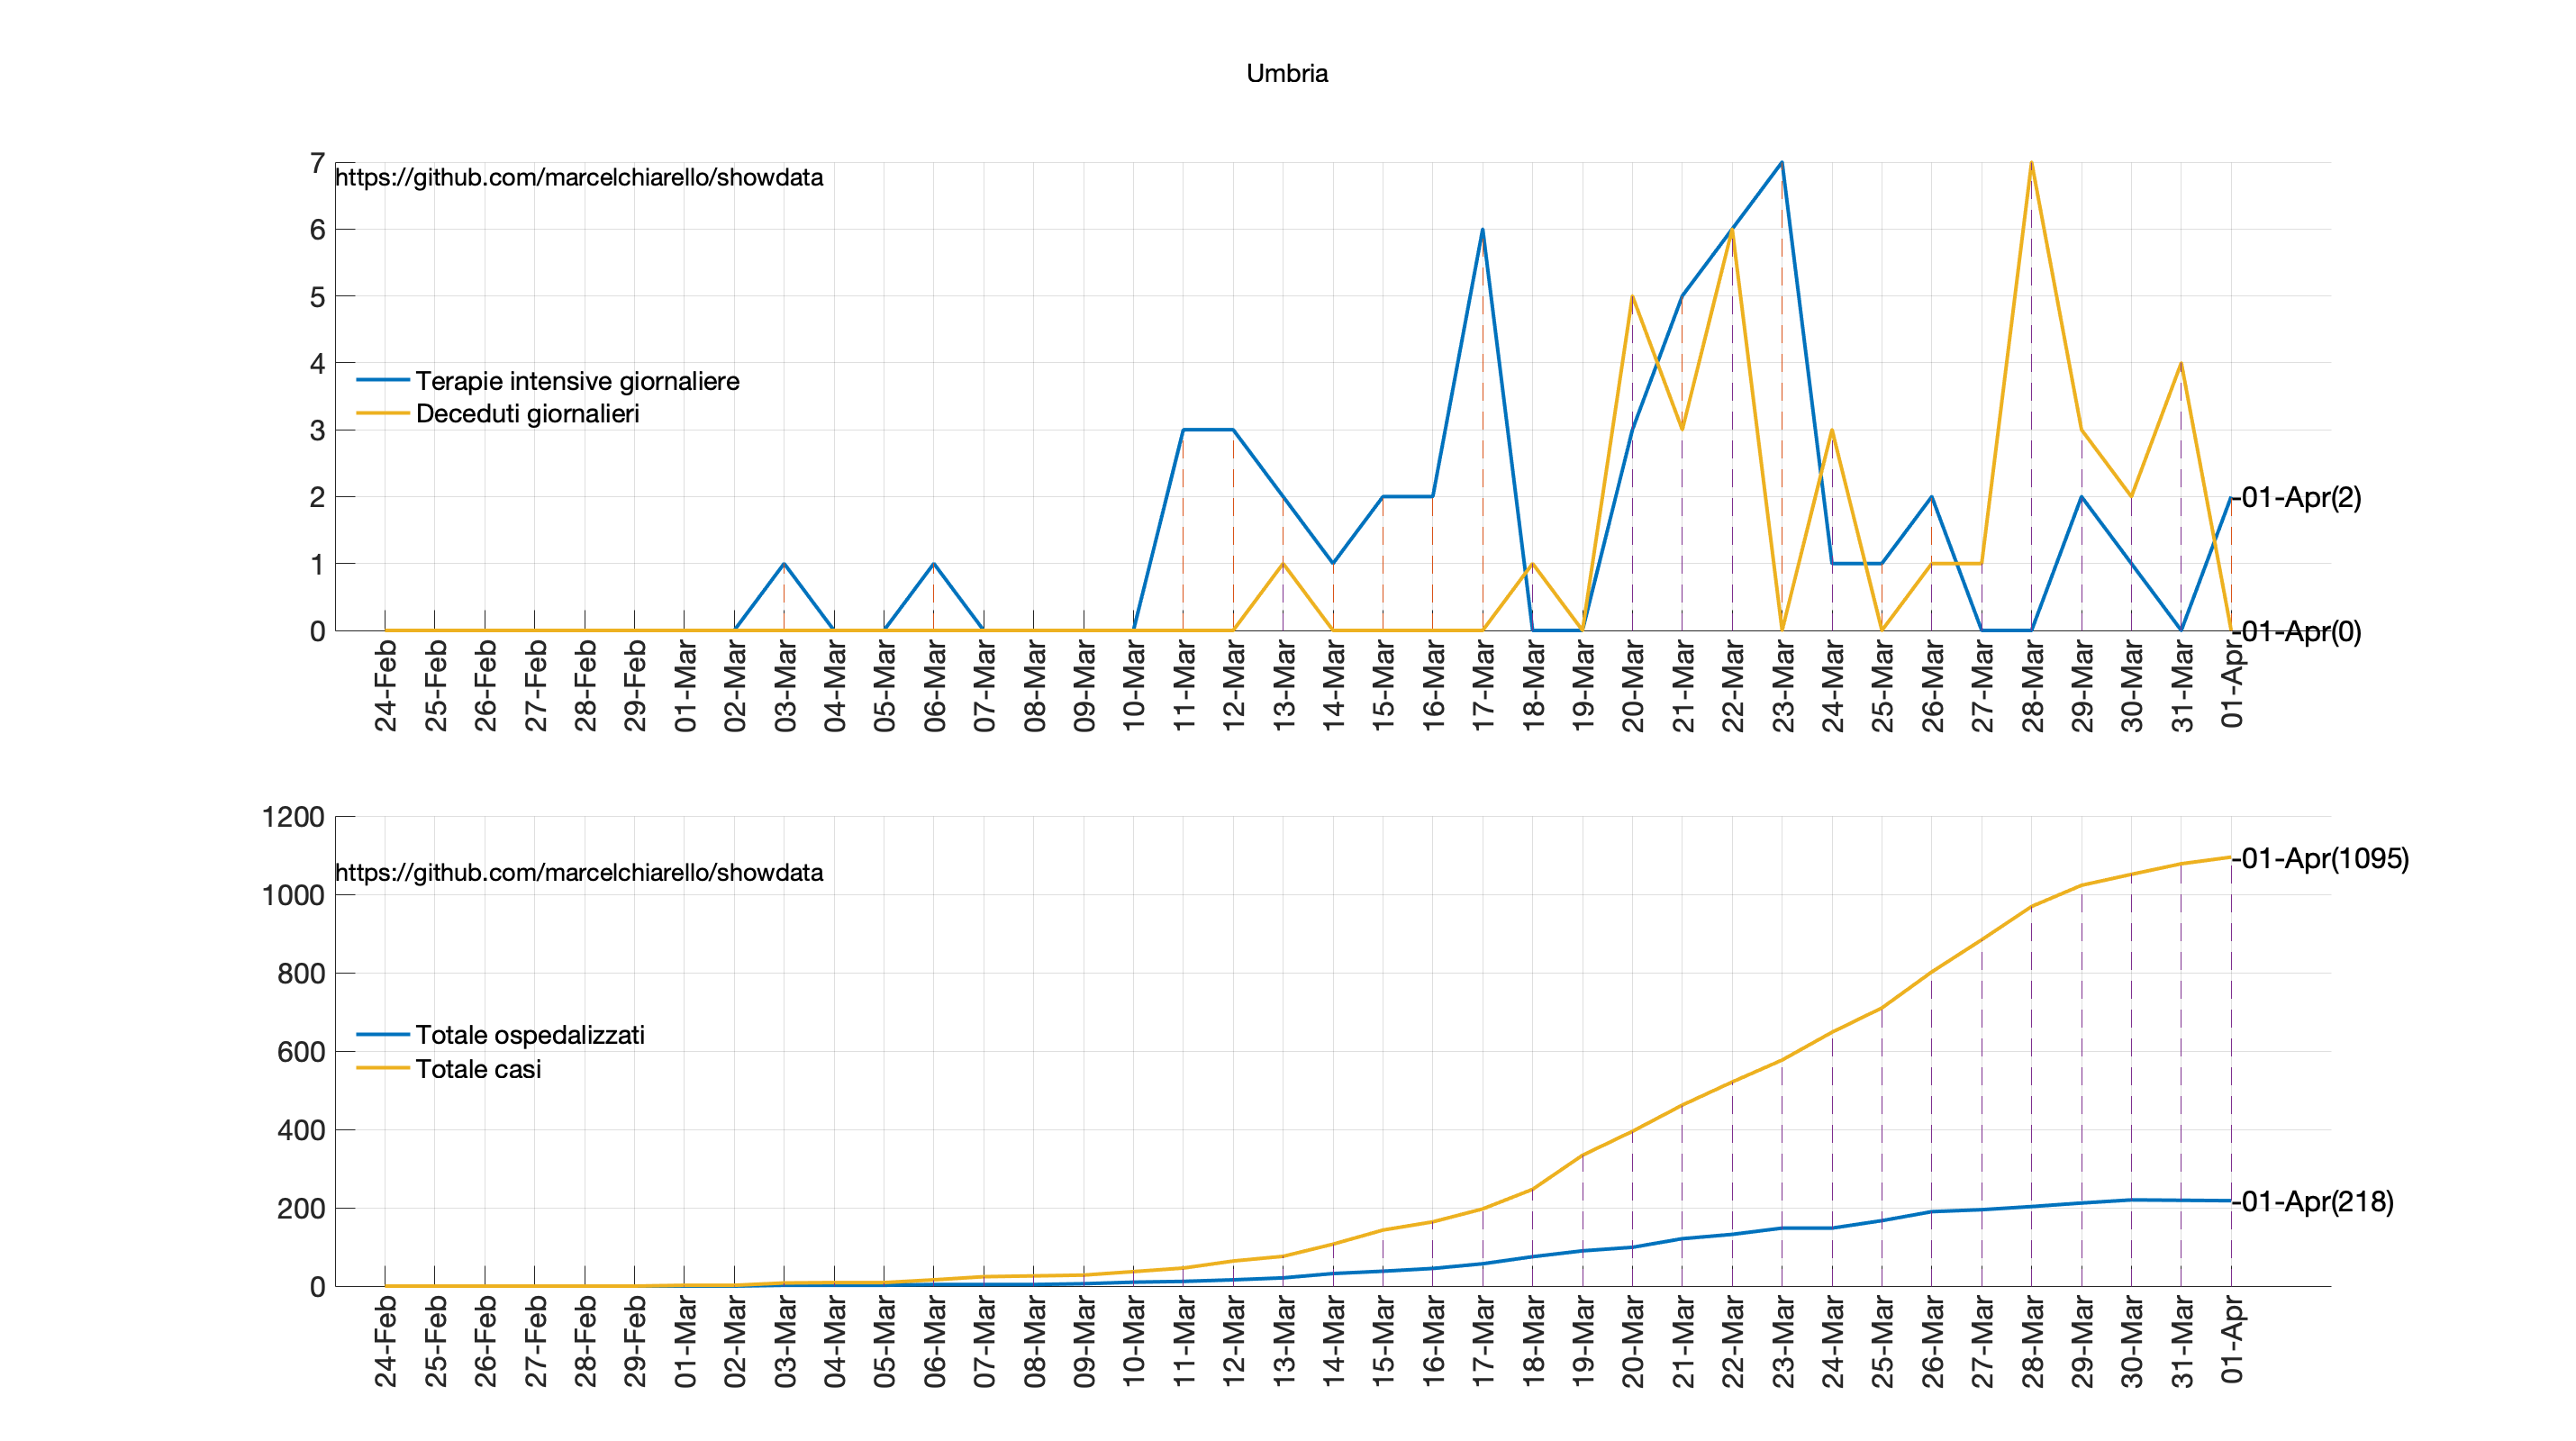 Umbria
7
https://github.com/marcelchiarello/showdata
6
5
4
Terapie intensive giornaliere
Deceduti giornalieri
3
2
-01-Apr(2)
1
0
-01-Apr(0)
24-Feb
25-Feb
26-Feb
27-Feb
28-Feb
29-Feb
01-Mar
02-Mar
03-Mar
04-Mar
05-Mar
06-Mar
07-Mar
08-Mar
09-Mar
10-Mar
11-Mar
12-Mar
13-Mar
14-Mar
15-Mar
16-Mar
17-Mar
18-Mar
19-Mar
20-Mar
21-Mar
22-Mar
23-Mar
24-Mar
25-Mar
26-Mar
27-Mar
28-Mar
29-Mar
30-Mar
31-Mar
01-Apr
1200
-01-Apr(1095)
https://github.com/marcelchiarello/showdata
1000
800
Totale ospedalizzati
600
Totale casi
400
200
-01-Apr(218)
0
24-Feb
25-Feb
26-Feb
27-Feb
28-Feb
29-Feb
01-Mar
02-Mar
03-Mar
04-Mar
05-Mar
06-Mar
07-Mar
08-Mar
09-Mar
10-Mar
11-Mar
12-Mar
13-Mar
14-Mar
15-Mar
16-Mar
17-Mar
18-Mar
19-Mar
20-Mar
21-Mar
22-Mar
23-Mar
24-Mar
25-Mar
26-Mar
27-Mar
28-Mar
29-Mar
30-Mar
31-Mar
01-Apr